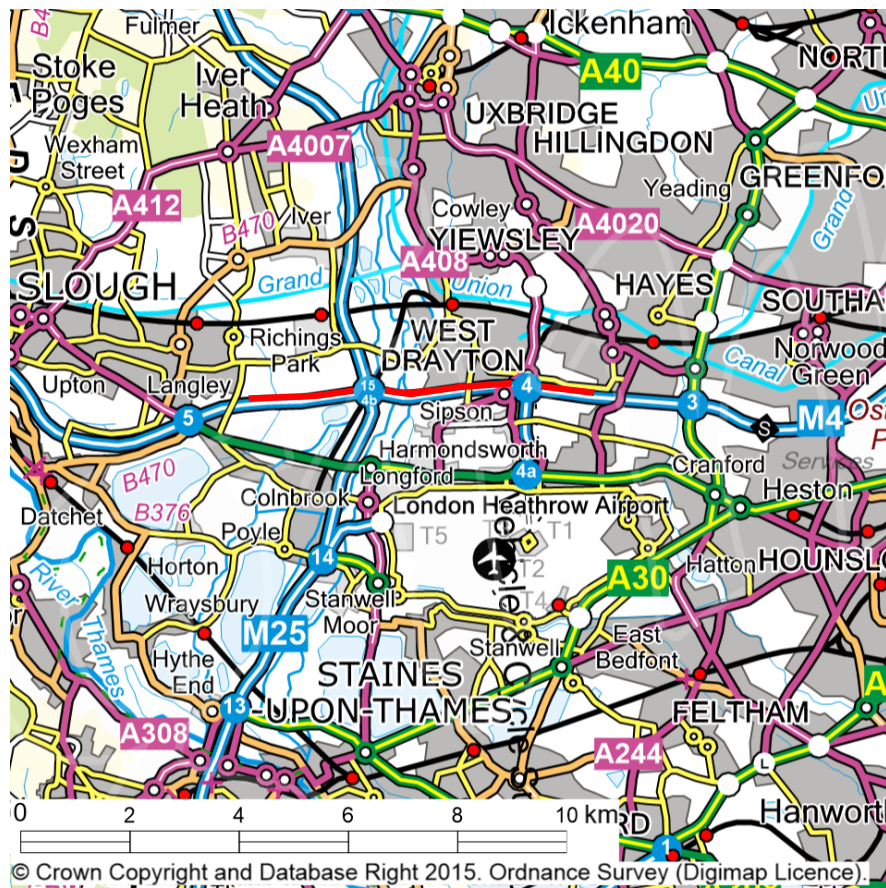 Fulmer
Ickenham
B4
Stoke
Poges
Iver
Heath
A40
NORTH
UXBRIDGE
HILLINGDON
Wexham
Street
A4007
Yeading
GREENFO
A412
B470
Iver
Cowley
A4020
Grand
YIEWSLEY
A408
SLOUGH
Grand
Union
HAYES
SOUTHA
WEST
DRAYTON
Richings
Park
Canal
Norwood
Green
Upton
Langley
15
4b
4
3
5
Sipson
M4
Os
P
S
Harmondsworth
Longford
4a
Cranford
Services
B470
Colnbrook
Heston
Datchet
B376
Poyle
London Heathrow Airport
T5
T1
14
T2
Horton
Hatton
HOUNSLO
River
Thames
A30
Wraysbury
Stanwell
Moor
T4
M25
East
Bedfont
Stanwell
Hythe
End
STAINES
-UPON-THAMES
13
FELTHAM
A308
A244
L
Hanworth
0 2 4 6 8 10 km
RD
1
© Crown Copyright and Database Right 2015. Ordnance Survey (Digimap Licence).